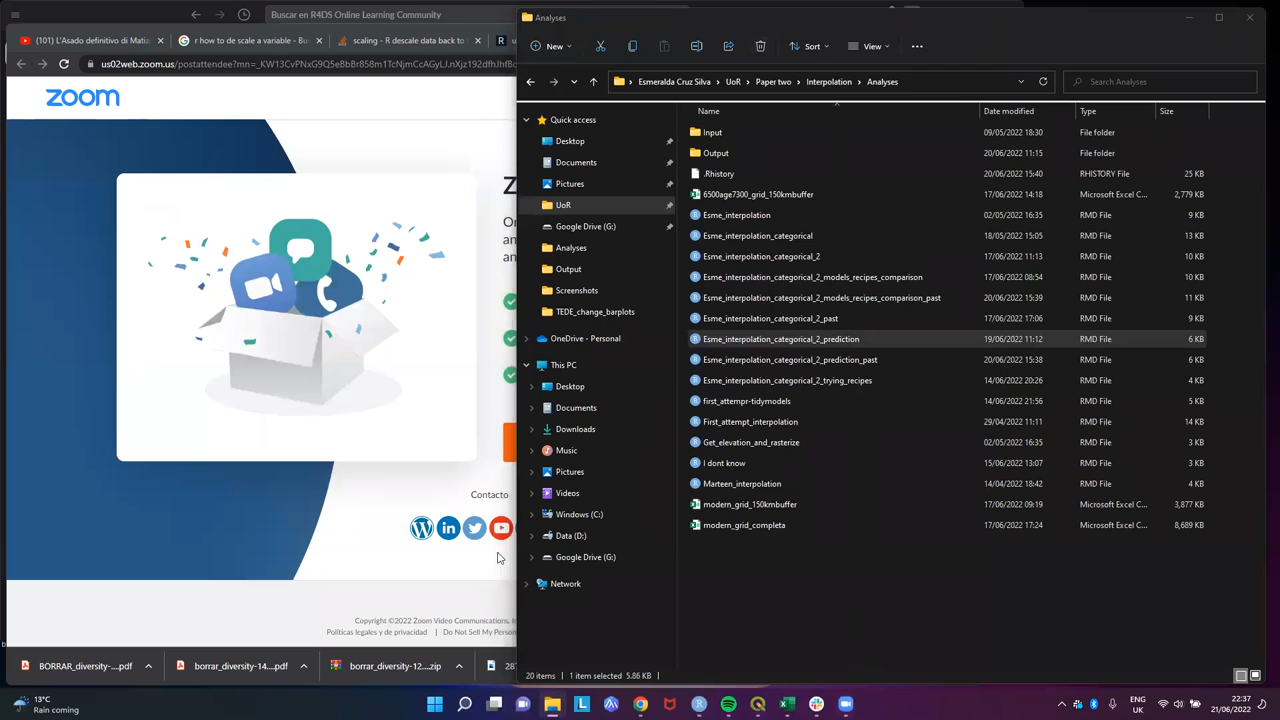 Buscar en R4DS Online Learning Community
(101) L'Asado definitivo di Matia
r how to de scale a variable - Bu
scaling - R descale data back to
us02web.zoom.us/postattendee?mn=
zoom
Contacto
Copyright ©2022 Zoom Video Communications,
Políticas legales y de privacidad | Do Not Sell My Person
BORRAR_diversity-....pdf
borrar_diversity-14....pdf
borrar_diversity-12....zip
Analyses
New
Sort
View
Esmeralda Cruz Silva > UoR > Paper two > Interpolation > Analyses
Search Analyses
Quick access
Desktop
Documents
Pictures
UoR
Google Drive (G:)
Analyses
Output
Screenshots
TEDE_change_barplots
OneDrive - Personal
This PC
Desktop
Documents
Downloads
Music
Pictures
Videos
Windows (C:)
Data (D:)
Google Drive (G:)
Network
Name Date modified Type Size
Input 09/05/2022 18:30 File folder
Output 20/06/2022 11:15 File folder
.Rhistory 20/06/2022 15:40 RHISTORY File 25 KB
6500age7300_grid_150kmbuffer 17/06/2022 14:18 Microsoft Excel C... 2,779 KB
Esme_interpolation 02/05/2022 16:35 RMD File 9 KB
Esme_interpolation_categorical 18/05/2022 15:05 RMD File 13 KB
Esme_interpolation_categorical_2 17/06/2022 11:13 RMD File 10 KB
Esme_interpolation_categorical_2_models_recipes_comparison 17/06/2022 08:54 RMD File 10 KB
Esme_interpolation_categorical_2_models_recipes_comparison_past 20/06/2022 15:39 RMD File 11 KB
Esme_interpolation_categorical_2_past 17/06/2022 17:06 RMD File 9 KB
Esme_interpolation_categorical_2_prediction 19/06/2022 11:12 RMD File 6 KB
Esme_interpolation_categorical_2_prediction_past 20/06/2022 15:38 RMD File 6 KB
Esme_interpolation_categorical_2_trying_recipes 14/06/2022 20:26 RMD File 4 KB
first_attempr-tidymodels 14/06/2022 21:56 RMD File 5 KB
First_attempt_interpolation 29/04/2022 11:11 RMD File 14 KB
Get_elevation_and_rasterize 02/05/2022 16:35 RMD File 3 KB
I dont know 15/06/2022 13:07 RMD File 3 KB
Marteen_interpolation 14/04/2022 18:42 RMD File 4 KB
modern_grid_150kmbuffer 17/06/2022 09:19 Microsoft Excel C... 3,877 KB
modern_grid_completa 17/06/2022 17:24 Microsoft Excel C... 8,689 KB
20 items | 1 item selected 5.86 KB |
13°C
Rain coming
ENG
UK
22:37
21/06/2022